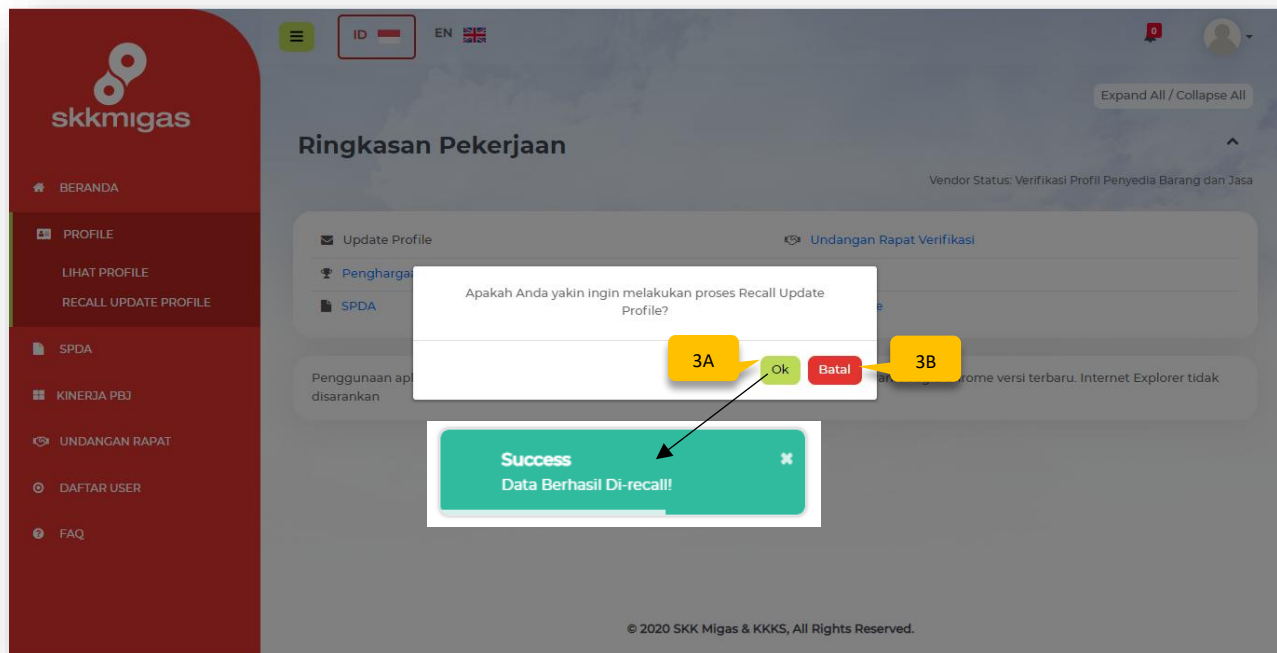 skkmigas
ID
EN
0
Expand All / Collapse All
Ringkasan Pekerjaan
Vendor Status: Verifikasi Profil Penyedia Barang dan Jasa
BERANDA
PROFILE
LIHAT PROFILE
RECALL UPDATE PROFILE
SPDA
KINERJA PBJ
UNDANGAN RAPAT
DAFTAR USER
FAQ
Update Profile
Undangan Rapat Verifikasi
SPDA
Apakah Anda yakin ingin melakukan proses Recall Update
Profile?
3A
Ok
Batal
3B
Penggunaan
versi terbaru. Internet Explorer tidak
disarankan
Success
Data Berhasil Di-recall!
© 2020 SKK Migas & KKKS, All Rights Reserved.